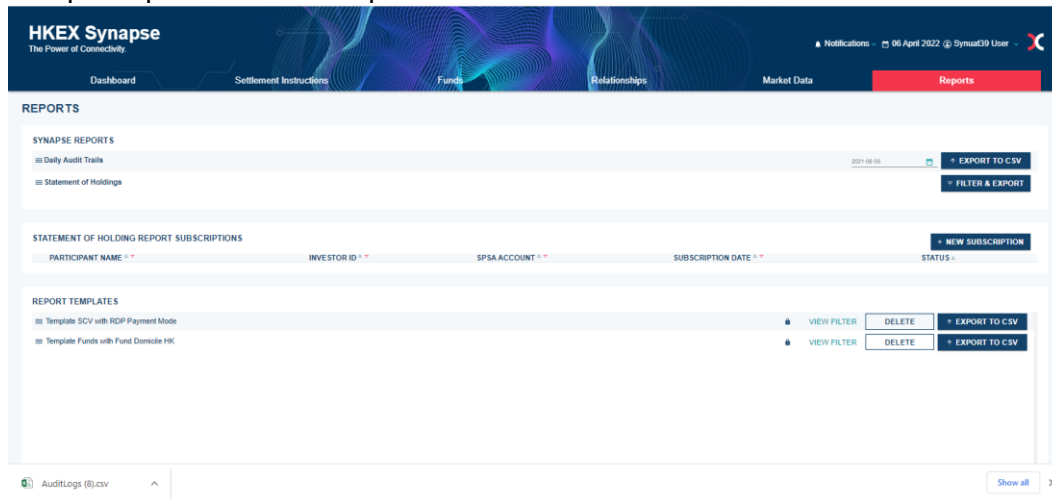 HKEX Synapse
The Power of Connectivity.
Notifications 06 April 2022 Synuat39 User
Dashboard Settlement Instructions Funds Relationships Market Data Reports
REPORTS
SYNAPSE REPORTS
Daily Audit Trails 2021-08-05 EXPORT TO CSV
Statement of Holdings FILTER & EXPORT
STATEMENT OF HOLDING REPORT SUBSCRIPTIONS
+ NEW SUBSCRIPTION
PARTICIPANT NAME INVESTOR ID SPSA ACCOUNT SUBSCRIPTION DATE STATUS
REPORT TEMPLATES
Template SCV with RDP Payment Mode VIEW FILTER DELETE EXPORT TO CSV
Template Funds with Fund Domicile HK VIEW FILTER DELETE EXPORT TO CSV
AuditLogs (8).csv Show all